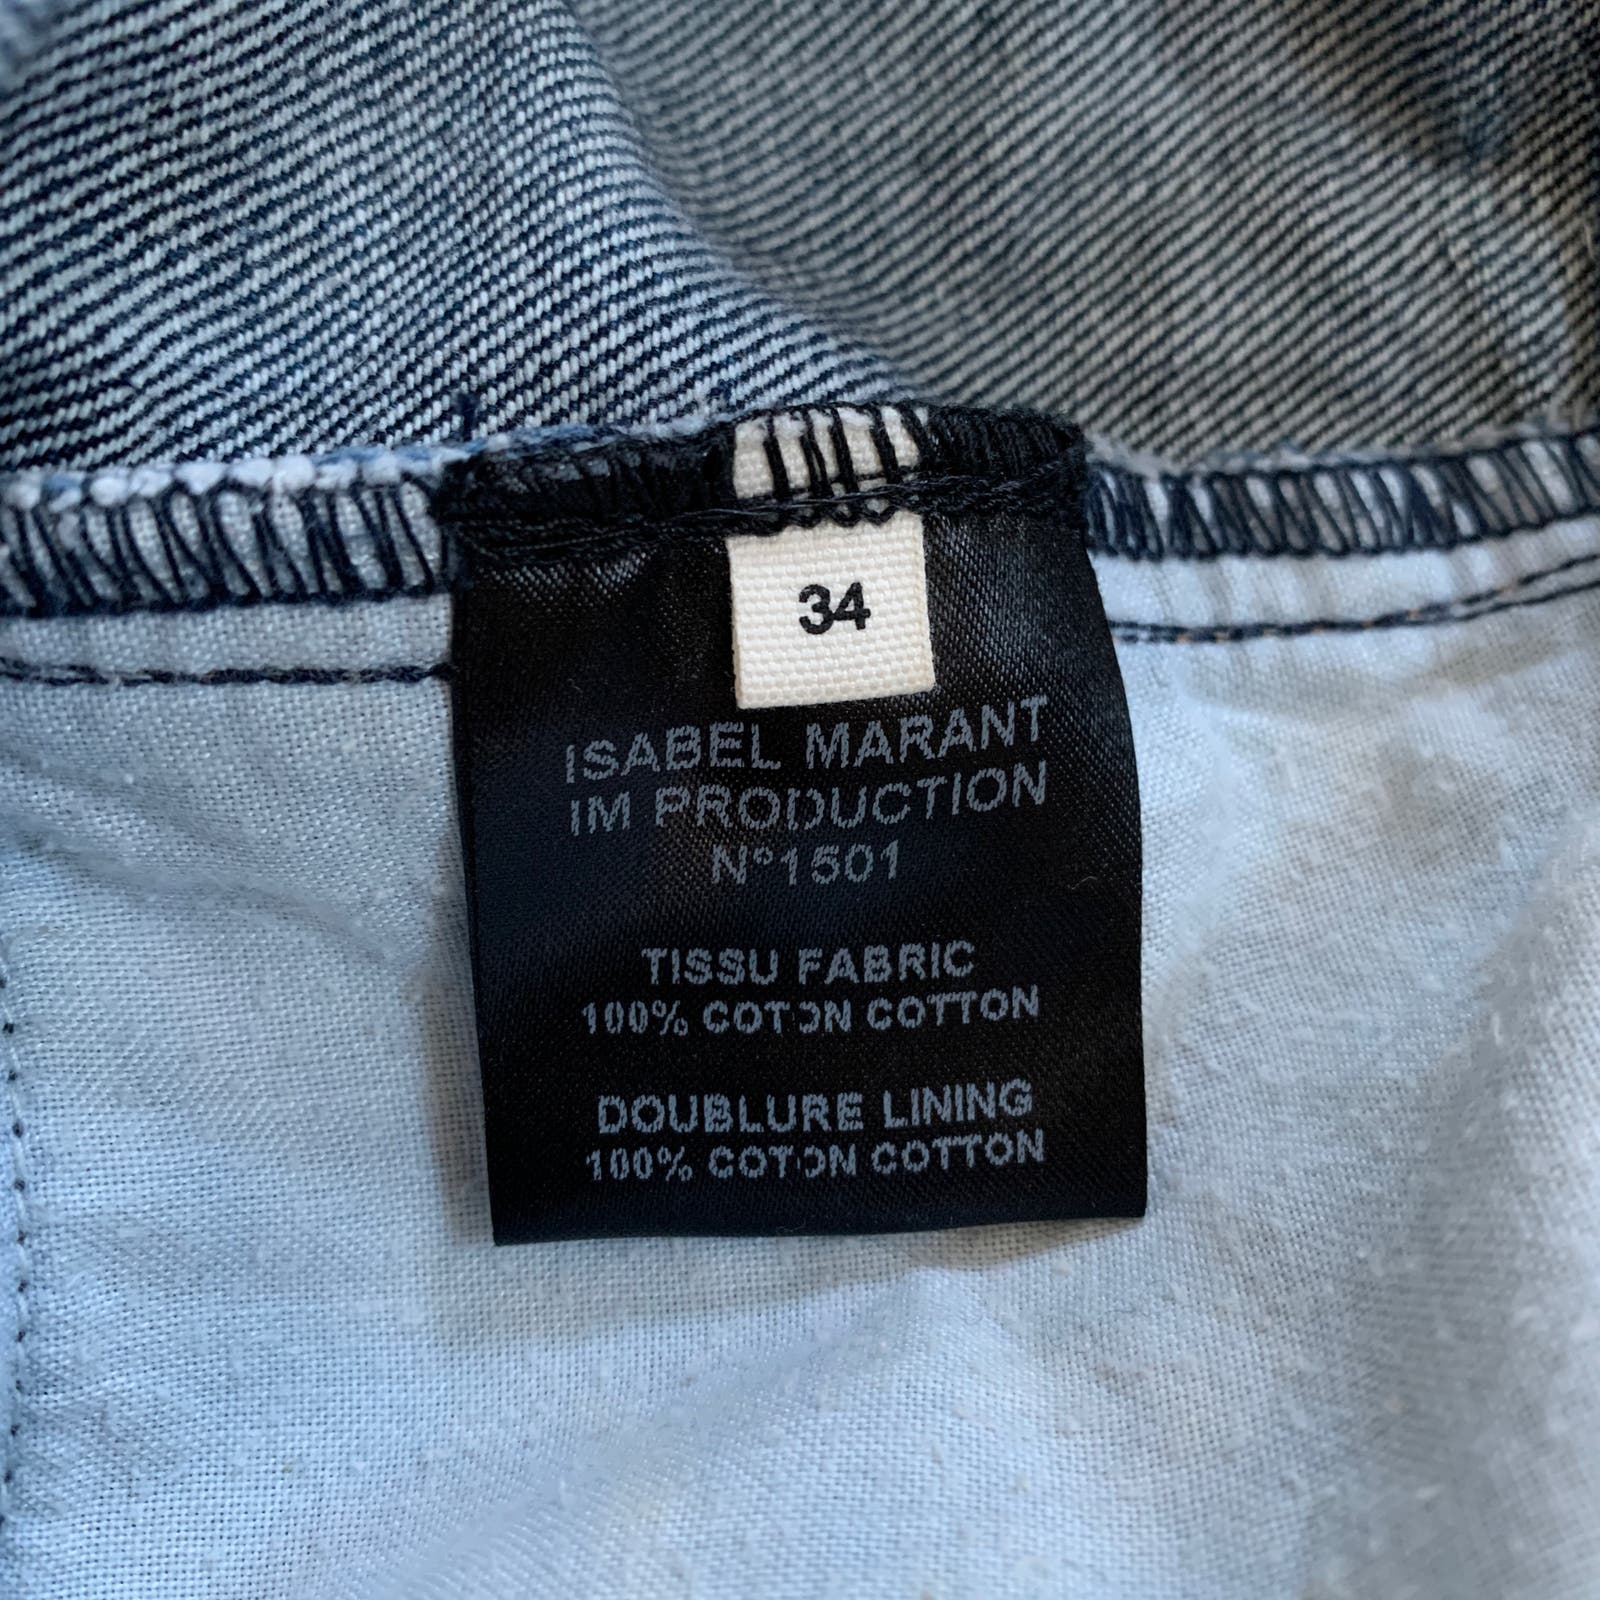 34
ISABEL MARANT
IM PRODUCTION
N°1501
TISSU FABRIC
100% COTON COTTON
DOUBLURE LINING
100% COTON COTTON